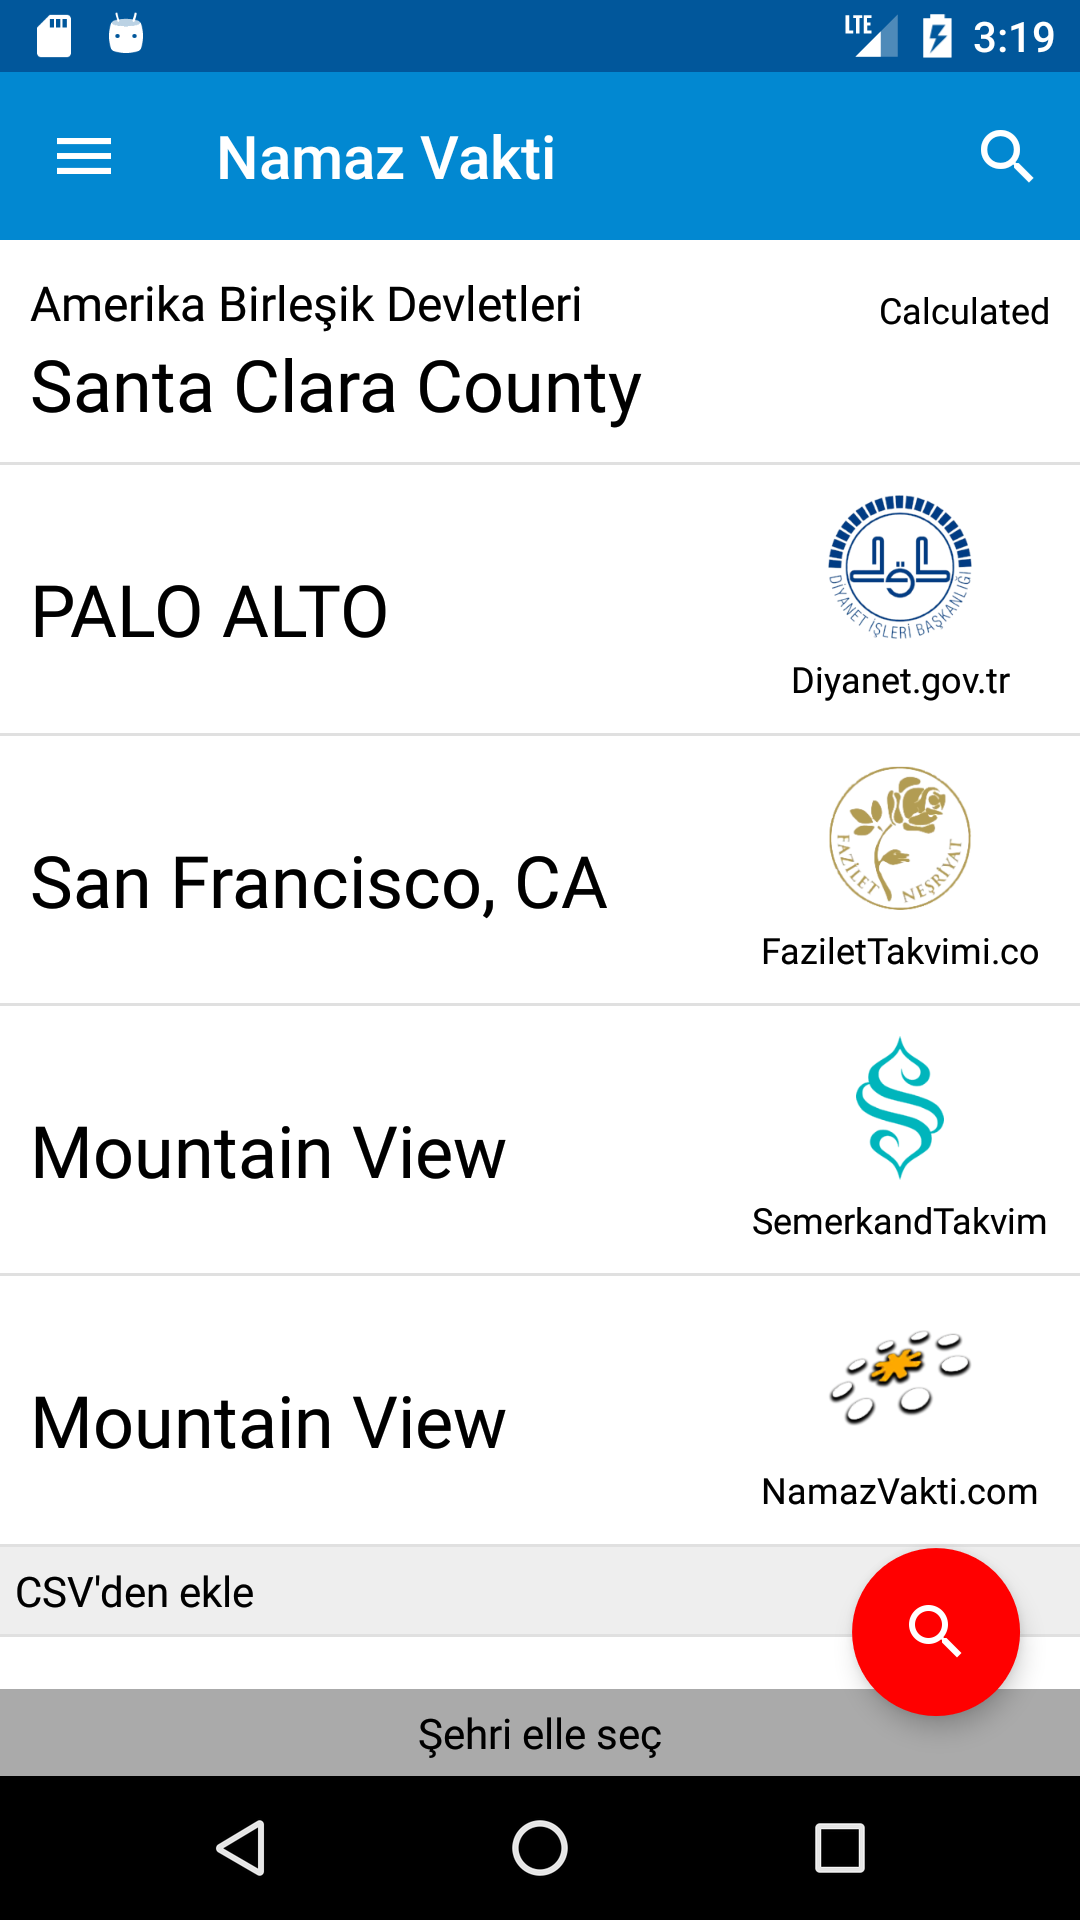 LTE 3:19
Namaz Vakti
Amerika Birleşik Devletleri
Calculated
Santa Clara County
PALO ALTO
DİYANET İŞLERİ BAŞKANLIĞI
Diyanet.gov.tr
San Francisco, CA
FAZİLET NEŞRİYAT
FaziletTakvimi.co
Mountain View
SemerkandTakvim
Mountain View
NamazVakti.com
CSV'den ekle
Şehri elle seç